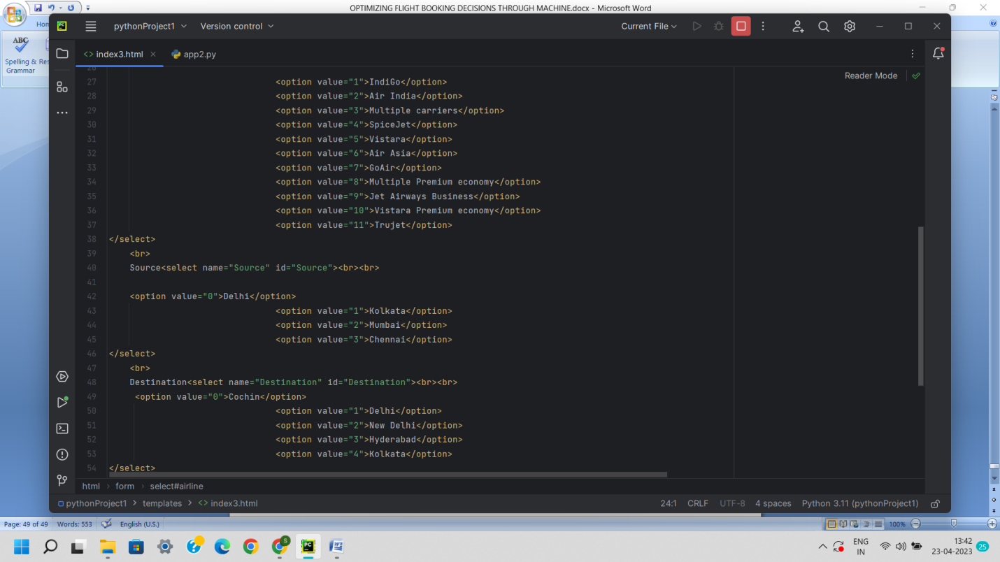 OPTIMIZING FLIGHT BOOKING DECISIONS THROUGH MACHINE.docx - Microsoft Word
PC pythonProject1 Version control Current File
ABC
Spelling &
Grammar
index3.html app2.py
Reader Mode
26
27 <option value="1">IndiGo</option>
28 <option value="2">Air India</option>
29 <option value="3">Multiple carriers</option>
30 <option value="4">SpiceJet</option>
31 <option value="5">Vistara</option>
32 <option value="6">Air Asia</option>
33 <option value="7">GoAir</option>
34 <option value="8">Multiple Premium economy</option>
35 <option value="9">Jet Airways Business</option>
36 <option value="10">Vistara Premium economy</option>
37 <option value="11">Trujet</option>
38 </select>
39 <br>
40 Source<select name="Source" id="Source"><br><br>
41
42 <option value="0">Delhi</option>
43 <option value="1">Kolkata</option>
44 <option value="2">Mumbai</option>
45 <option value="3">Chennai</option>
46 </select>
47 <br>
48 Destination<select name="Destination" id="Destination"><br><br>
49 <option value="0">Cochin</option>
50 <option value="1">Delhi</option>
51 <option value="2">New Delhi</option>
52 <option value="3">Hyderabad</option>
53 <option value="4">Kolkata</option>
54 </select>
html > form > select#airline
pythonProject1 > templates > <> index3.html 24:1 CRLF UTF-8 4 spaces Python 3.11 (pythonProject1)
Page: 49 of 49 Words: 553 English (U.S.) 100%
ENG
IN
13:42
23-04-2023
25